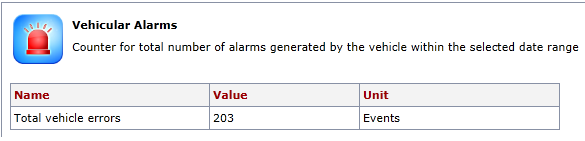 Vehicular Alarms
Counter for total number of alarms generated by the vehicle within the selected date range
Name Value Unit
Total vehicle errors 203 Events